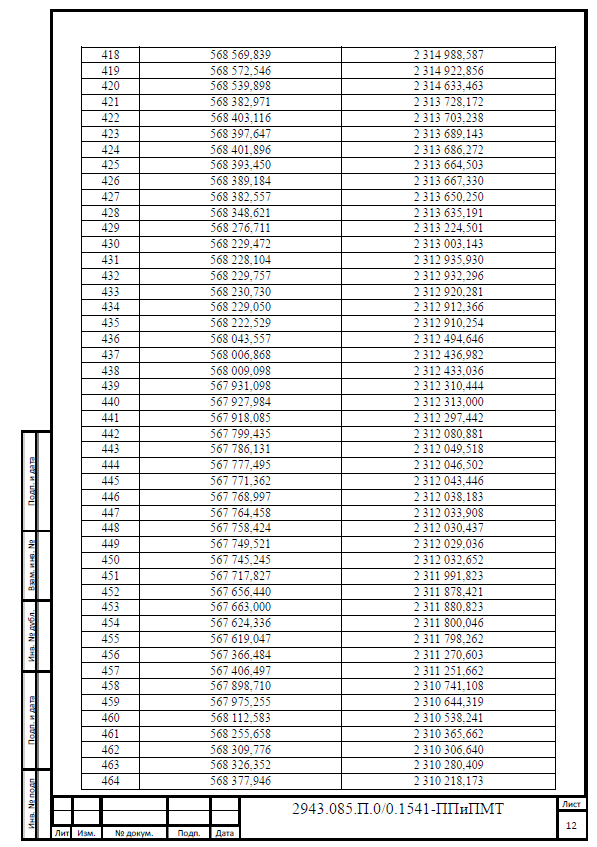 418 568 569,839 2 314 988,587
419 568 572,546 2 314 922,856
420 568 539,898 2 314 633,463
421 568 382,971 2 313 728,172
422 568 403,116 2 313 703,238
423 568 397,647 2 313 689,143
424 568 401,896 2 313 686,272
425 568 393,450 2 313 664,503
426 568 389,184 2 313 667,330
427 568 382,557 2 313 650,250
428 568 348,621 2 313 635,191
429 568 276,711 2 313 224,501
430 568 229,472 2 313 003,143
431 568 228,104 2 312 935,930
432 568 229,757 2 312 932,296
433 568 230,730 2 312 920,281
434 568 229,050 2 312 912,366
435 568 222,529 2 312 910,254
436 568 043,557 2 312 494,646
437 568 006,868 2 312 436,982
438 568 009,098 2 312 433,036
439 567 931,098 2 312 310,444
440 567 927,984 2 312 313,000
441 567 918,085 2 312 297,442
442 567 799,435 2 312 080,881
443 567 786,131 2 312 049,518
444 567 777,495 2 312 046,502
445 567 771,362 2 312 043,446
446 567 768,997 2 312 038,183
447 567 764,458 2 312 033,908
448 567 758,424 2 312 030,437
449 567 749,521 2 312 029,036
450 567 745,245 2 312 032,652
451 567 717,827 2 311 991,823
452 567 656,440 2 311 878,421
453 567 663,000 2 311 880,823
454 567 624,336 2 311 800,046
455 567 619,047 2 311 798,262
456 567 366,484 2 311 270,603
457 567 406,497 2 311 251,662
458 567 898,710 2 310 741,108
459 567 975,255 2 310 644,319
460 568 112,583 2 310 538,241
461 568 255,658 2 310 365,662
462 568 309,776 2 310 306,640
463 568 326,352 2 310 280,409
464 568 377,946 2 310 218,173
Подп. и дата
Взам. инв. №
Инв. № дубл.
Подп. и дата
Инв. № подп
Лит Изм. № докум. Подп. Дата
2943.085.П.0/0.1541-ППиПМТ
Лист
12